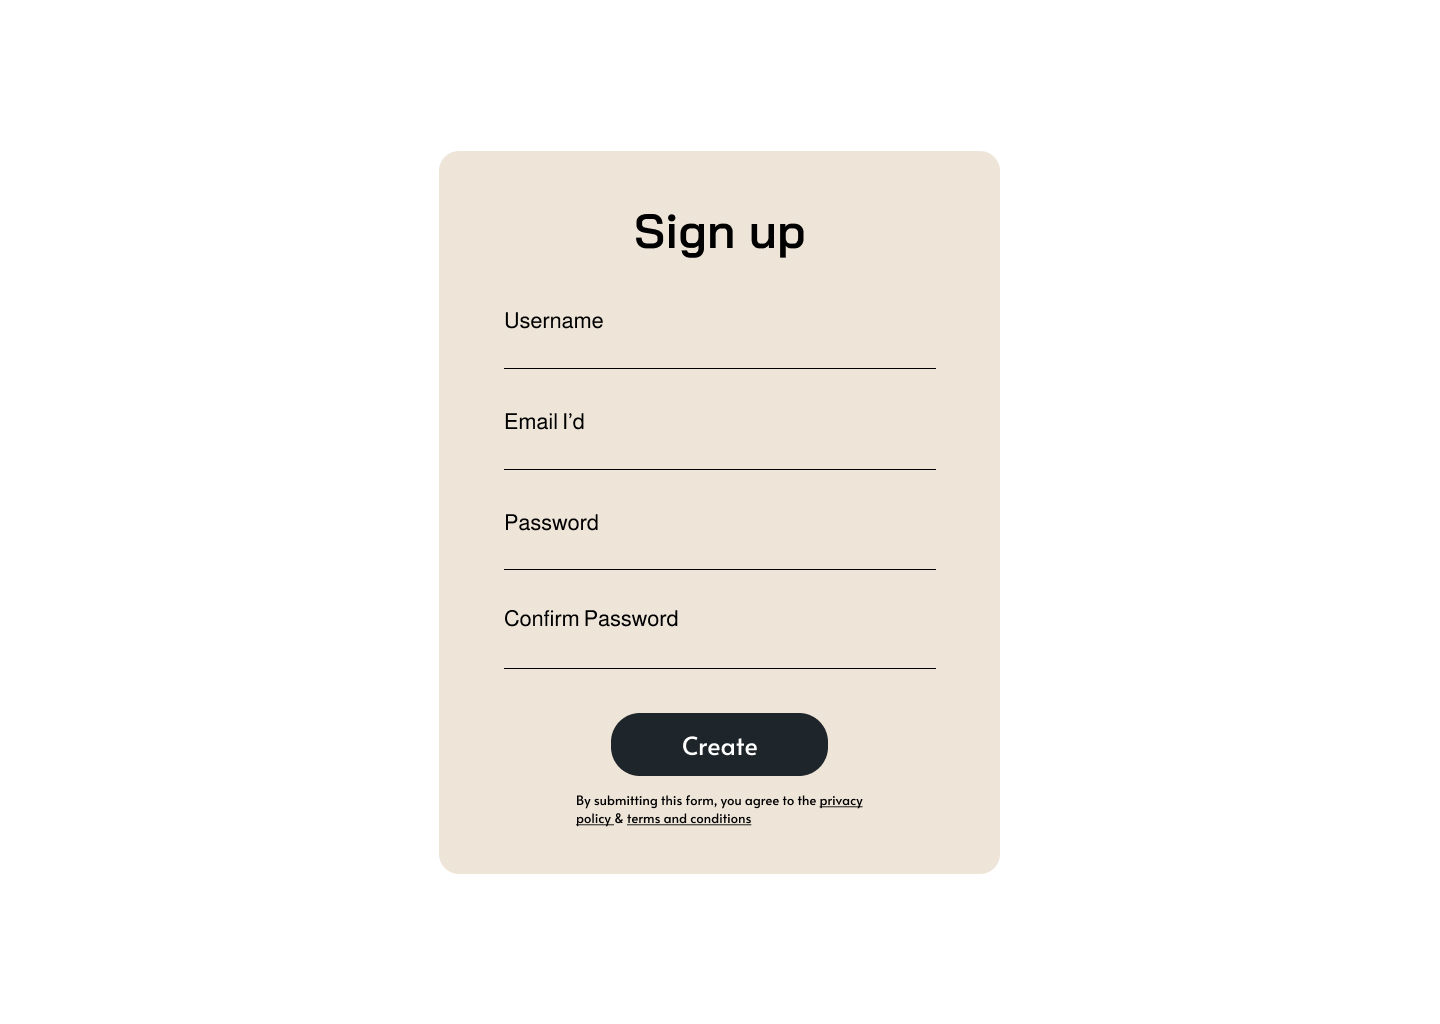 Sign up
Username
Email I’d
Password
Confirm Password
Create
By submitting this form, you agree to the privacy
policy & terms and conditions